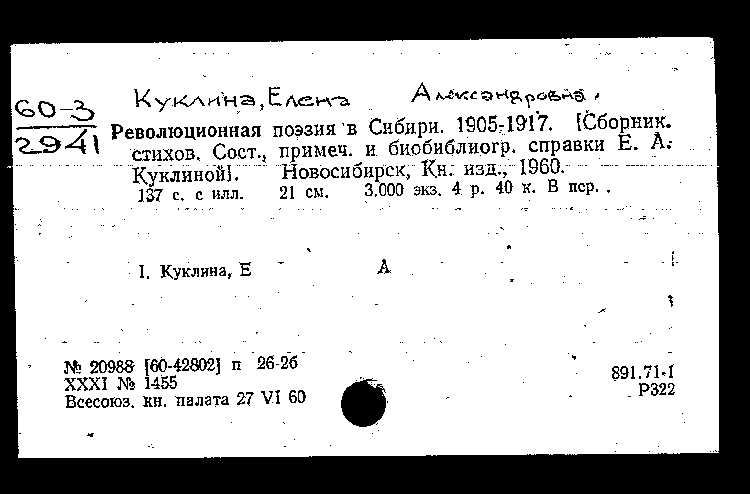 Куклина, Елена Александровна.
60-3
2941
Революционная поэзия в Сибири. 1905-1917. [Сборник.
стихов. Сост., примеч. и биобиблиогр. справки Е. А.
Куклиной]. Новосибирск, Кн. изд., 1960.
137 с. с илл. 21 см. 3.000 экз. 4 р. 40 к. В пер.
I. Куклина, Е А
№ 20988 [60-42802] п 26-26
XXXI № 1455
Всесоюз. кн. палата 27 VI 60
891.71-1
Р322